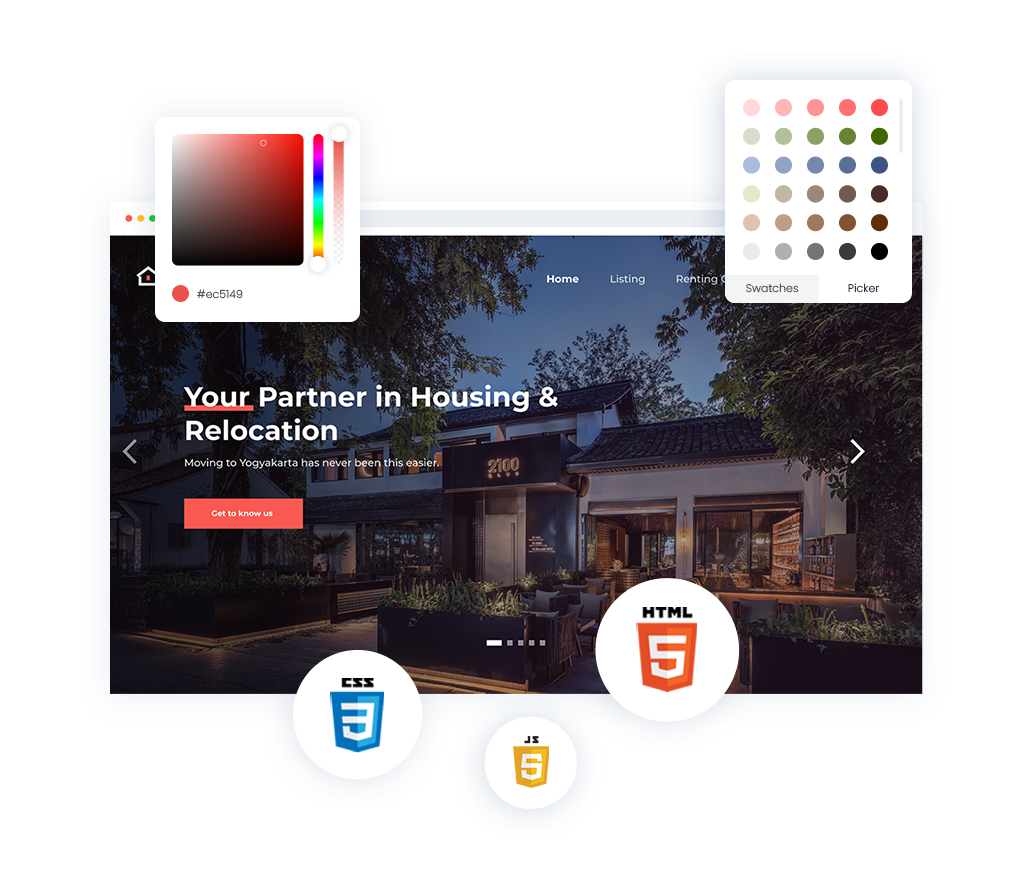 #ec5149
Swatches
Picker
Home
Listing
Renting
Your Partner in Housing &
Relocation
Moving to Yogyakarta has never been this easier.
Get to know us
2100
HTML
5
CSS
3
JS
5